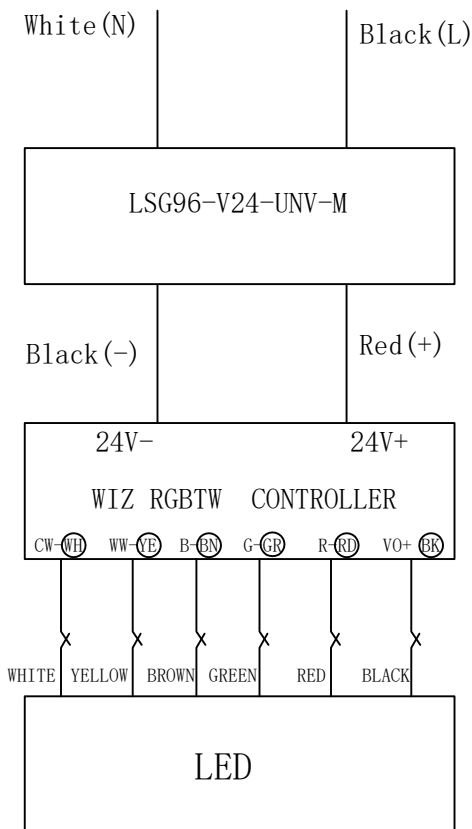 White(N) Black(L)
LSG96-V24-UNV-M
Black(-) Red(+)
24V- 24V+
WIZ RGBTW CONTROLLER
CW-WH WW-YE B-BN G-GR R-RD VO+ BK
WHITE YELLOW BROWN GREEN RED BLACK
LED